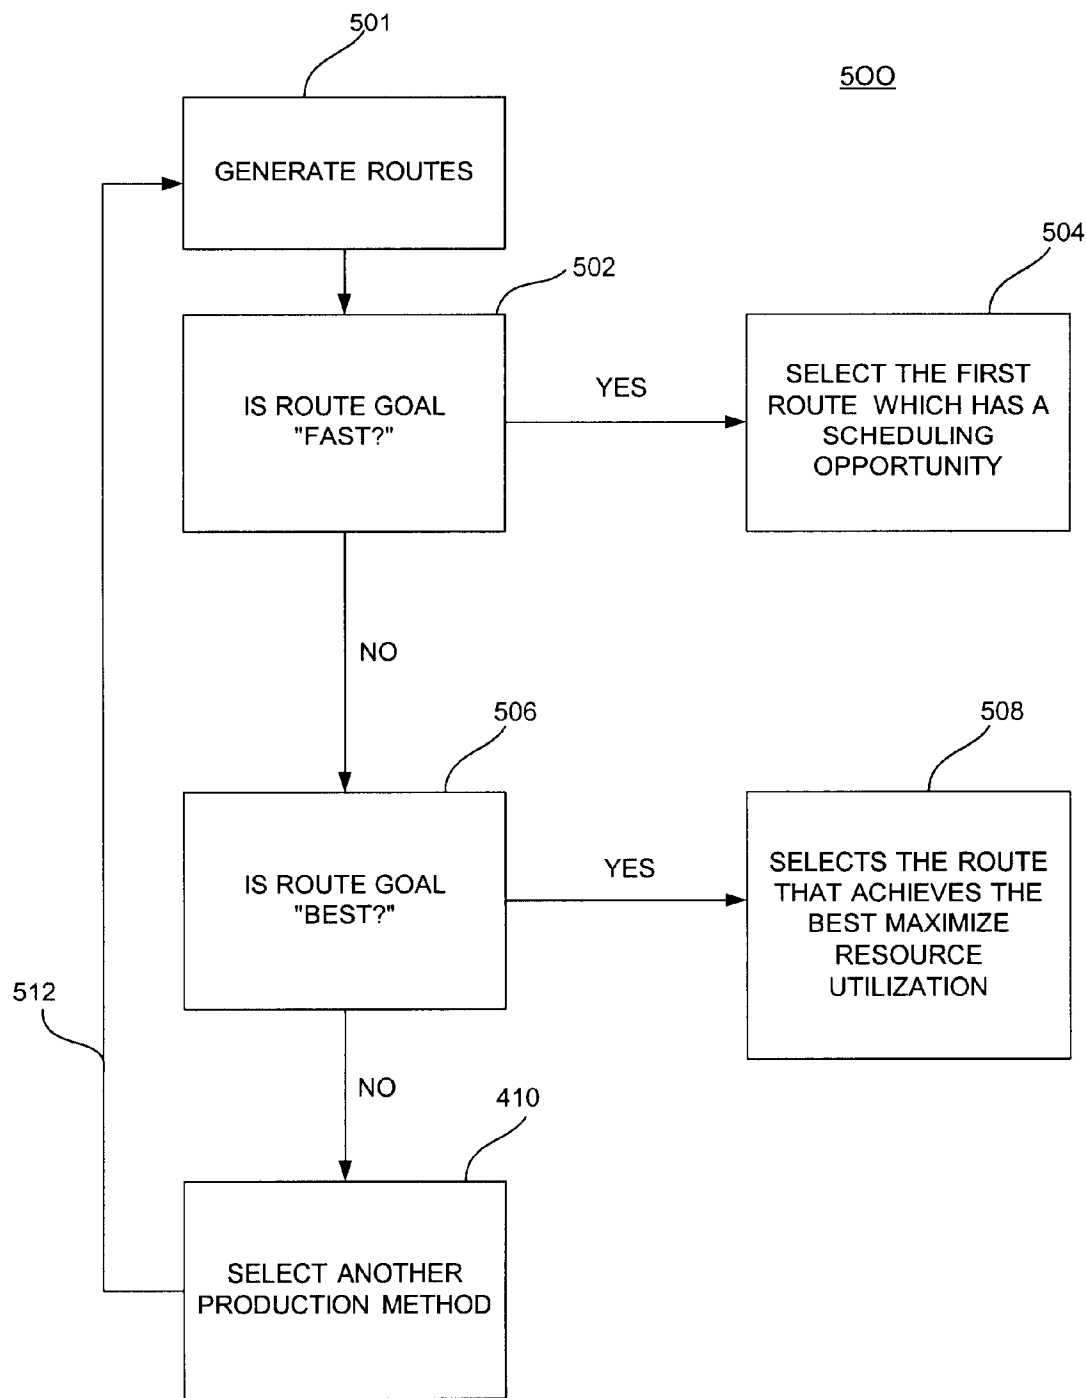 501
500
GENERATE ROUTES
502
504
IS ROUTE GOAL
"FAST?"
YES
SELECT THE FIRST
ROUTE WHICH HAS A
SCHEDULING
OPPORTUNITY
NO
506
508
IS ROUTE GOAL
"BEST?"
YES
SELECTS THE ROUTE
THAT ACHIEVES THE
BEST MAXIMIZE
RESOURCE
UTILIZATION
512
NO
410
SELECT ANOTHER
PRODUCTION METHOD